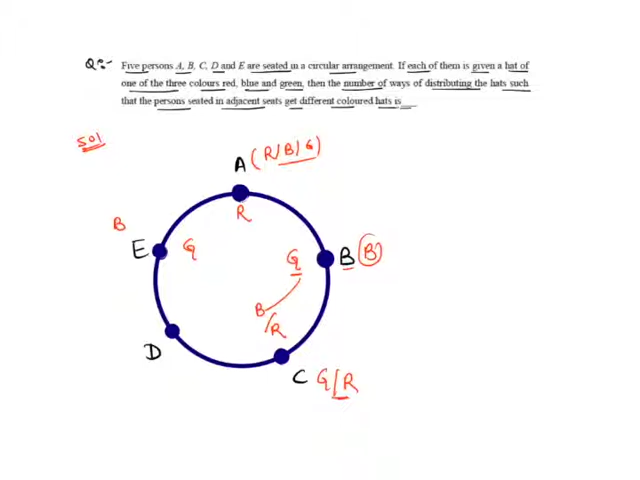 Q:- Five persons A, B, C, D and E are seated in a circular arrangement. If each of them is given a hat of
one of the three colours red, blue and green, then the number of ways of distributing the hats such
that the persons seated in adjacent seats get different coloured hats is__
Sol
A (R/B/G)
R
B
E
G
G
B (B)
B
/R
D
C G/R